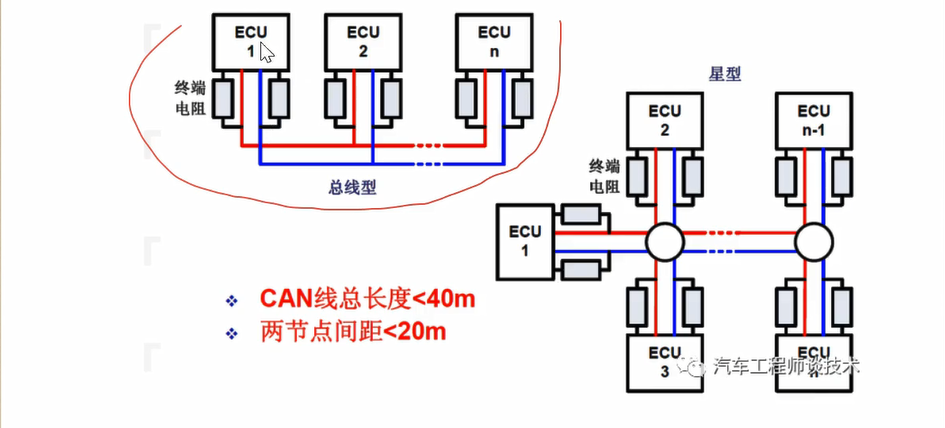 ECU
1
ECU
2
ECU
n
终端
电阻
总线型
星型
ECU
2
ECU
n-1
终端
电阻
ECU
1
ECU
3
ECU
n
CAN线总长度<40m
两节点间距<20m
汽车工程师谈技术